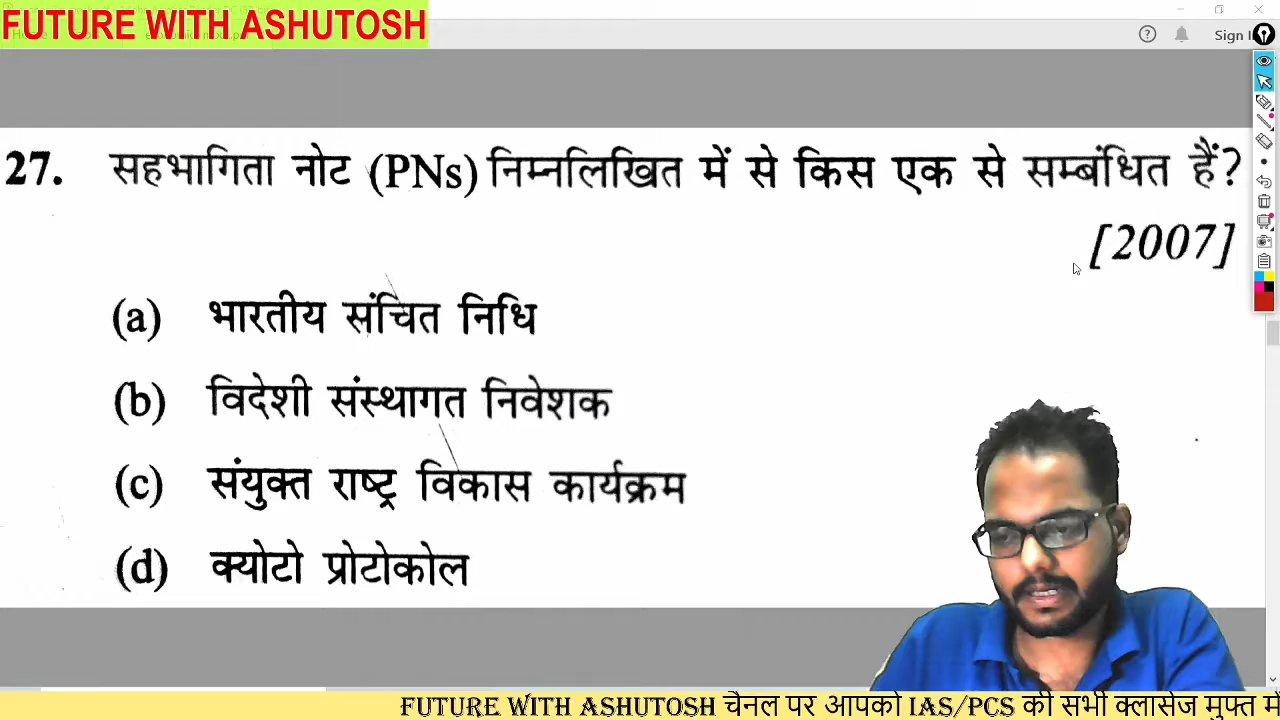 FUTURE WITH ASHUTOSH
Sign I
27. सहभागिता नोट (PNs) निम्नलिखित में से किस एक से सम्बंधित हैं?
[2007]
(a) भारतीय संचित निधि
(b) विदेशी संस्थागत निवेशक
(c) संयुक्त राष्ट्र विकास कार्यक्रम
(d) क्योटो प्रोटोकोल
FUTURE WITH ASHUTOSH चैनल पर आपको IAS/PCS की सभी क्लासेज मुफ्त में